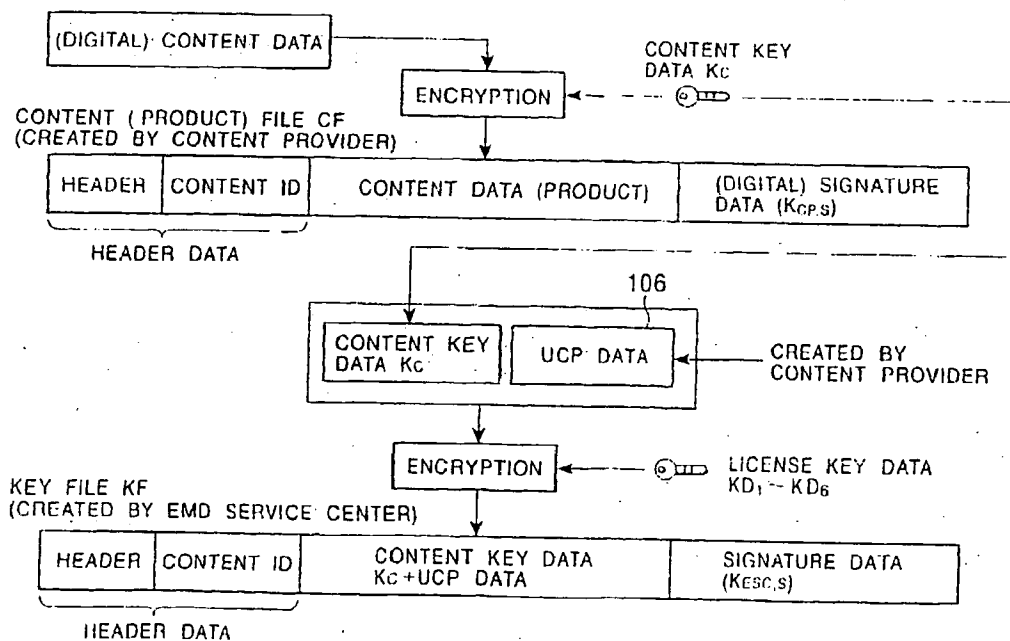 (DIGITAL) CONTENT DATA
CONTENT KEY
DATA Kc
ENCRYPTION
CONTENT (PRODUCT) FILE CF
(CREATED BY CONTENT PROVIDER)
HEADER
CONTENT ID
CONTENT DATA (PRODUCT)
(DIGITAL) SIGNATURE
DATA (KCP,S)
HEADER DATA
106
CONTENT KEY
DATA Kc
UCP DATA
CREATED BY
CONTENT PROVIDER
ENCRYPTION
LICENSE KEY DATA
KD1~KD6
KEY FILE KF
(CREATED BY EMD SERVICE CENTER)
HEADER
CONTENT ID
CONTENT KEY DATA
Kc+UCP DATA
SIGNATURE DATA
(KESC,S)
HEADER DATA